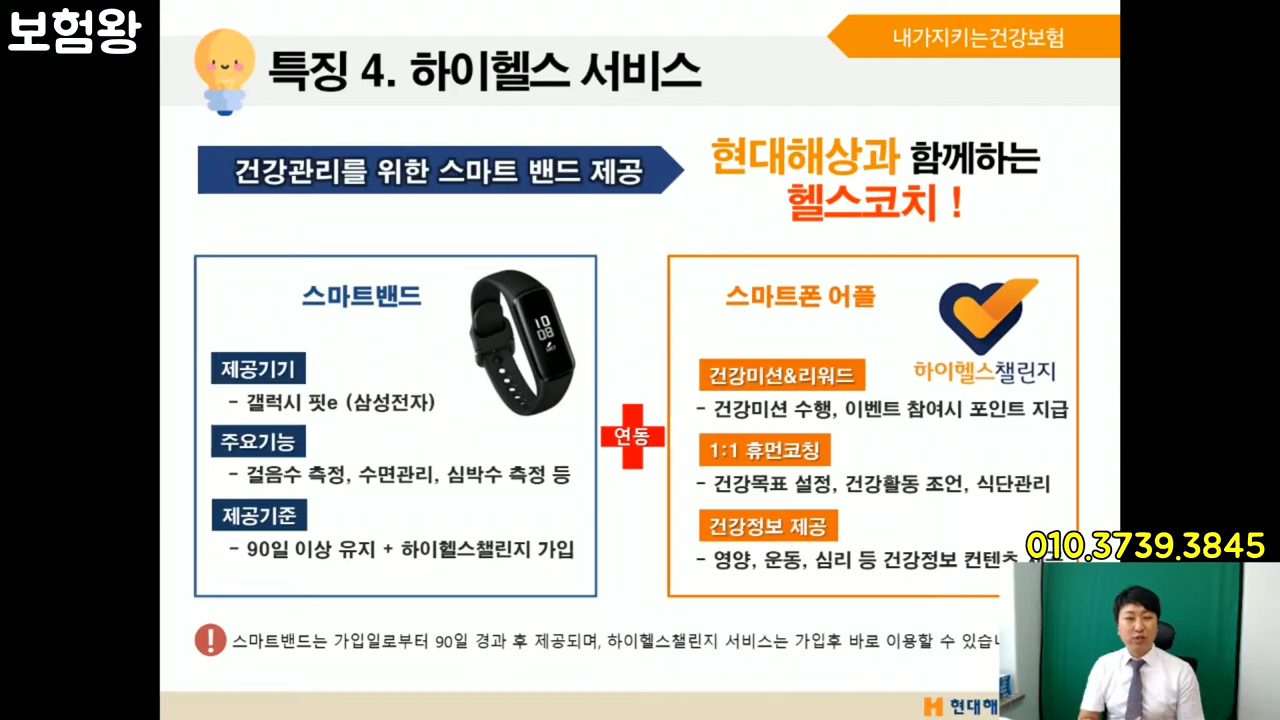 보험왕
내가지키는건강보험
특징 4. 하이헬스 서비스
건강관리를 위한 스마트 밴드 제공
현대해상과 함께하는
헬스코치 !
스마트밴드
10
08
제공기기
- 갤럭시 핏e (삼성전자)
주요기능
- 걸음수 측정, 수면관리, 심박수 측정 등
제공기준
- 90일 이상 유지 + 하이헬스챌린지 가입
연동
스마트폰 어플
하이헬스챌린지
건강미션&리워드
- 건강미션 수행, 이벤트 참여시 포인트 지급
1:1 휴먼코칭
- 건강목표 설정, 건강활동 조언, 식단관리
건강정보 제공
- 영양, 운동, 심리 등 건강정보 컨텐츠
010.3739.3845
! 스마트밴드는 가입일로부터 90일 경과 후 제공되며, 하이헬스챌린지 서비스는 가입후 바로 이용할 수 있습
현대해